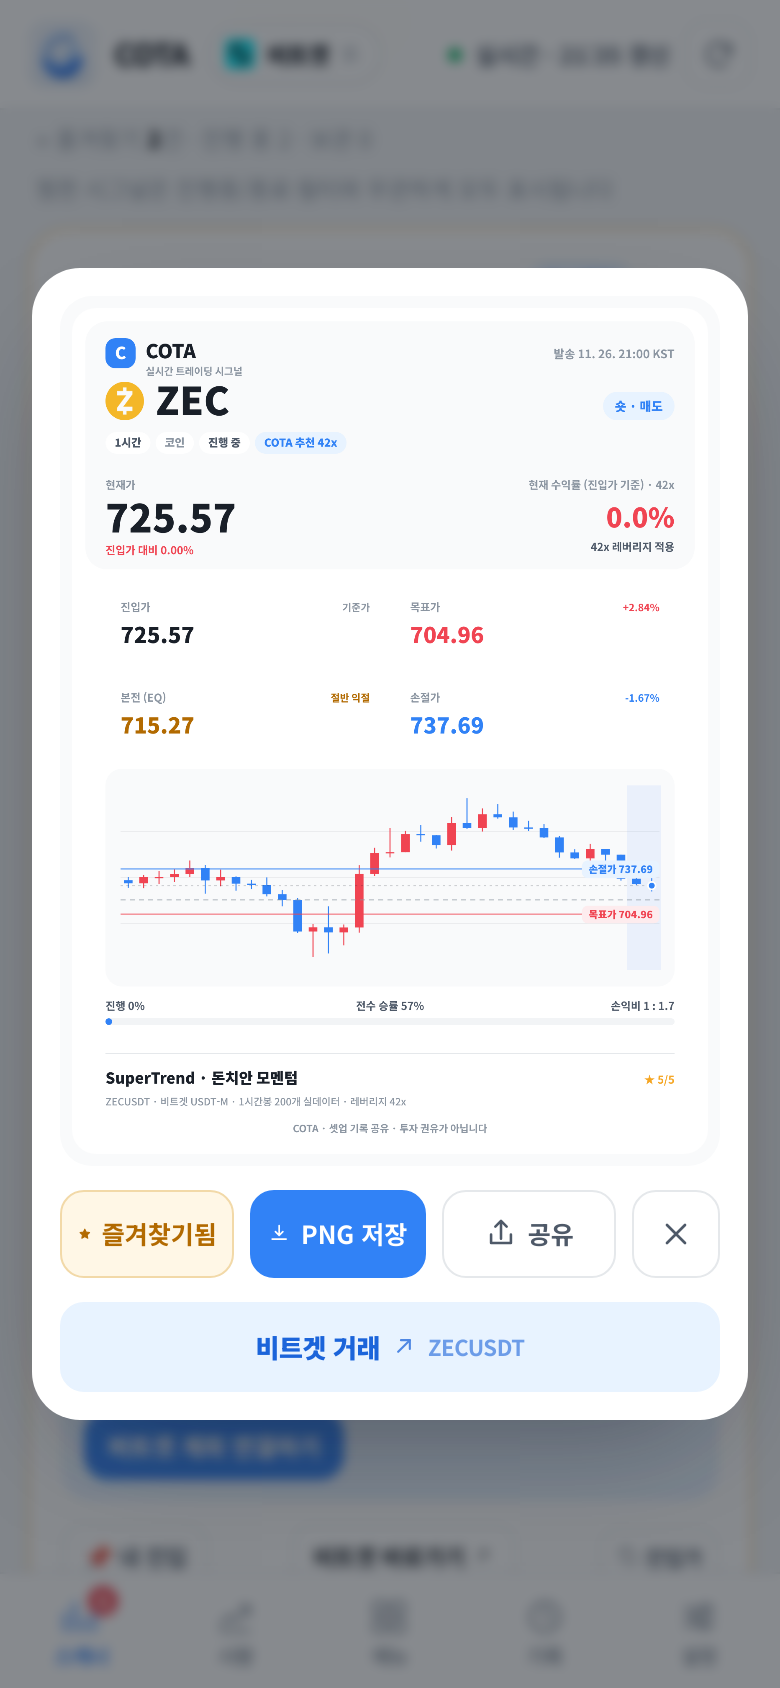 COTA
C
COTA
실시간 트레이딩 시그널
발송 11. 26. 21:00 KST
ZEC
숏 · 매도
1시간 코인 진행 중 COTA 추천 42x
현재가
현재 수익률 (진입가 기준) · 42x
725.57
0.0%
진입가 대비 0.00%
42x 레버리지 적용
진입가 기준가
725.57
목표가 +2.84%
704.96
본전 (EQ) 절반 익절
715.27
손절가 -1.67%
737.69
손절가 737.69
목표가 704.96
진행 0% 전수 승률 57% 손익비 1 : 1.7
SuperTrend · 돈치안 모멘텀
★ 5/5
ZECUSDT · 비트겟 USDT-M · 1시간봉 200개 실데이터 · 레버리지 42x
COTA · 셋업 기록 공유 · 투자 권유가 아닙니다
★ 즐겨찾기됨
PNG 저장
공유
비트겟 거래 ↗ ZECUSDT